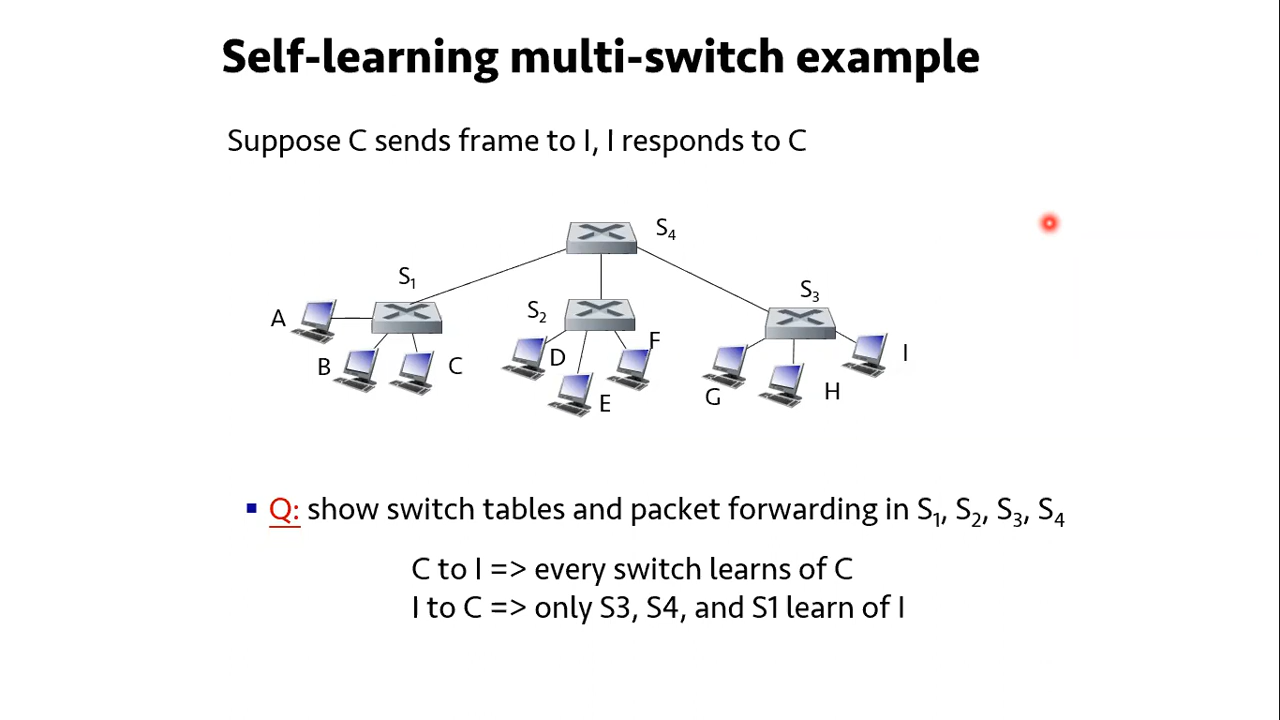 Self-learning multi-switch example
Suppose C sends frame to I, I responds to C
S₄
S₁
S₃
S₂
A
F
I
D
B
C
H
G
E
▪ Q: show switch tables and packet forwarding in S₁, S₂, S₃, S₄
C to I => every switch learns of C
I to C => only S3, S4, and S1 learn of I